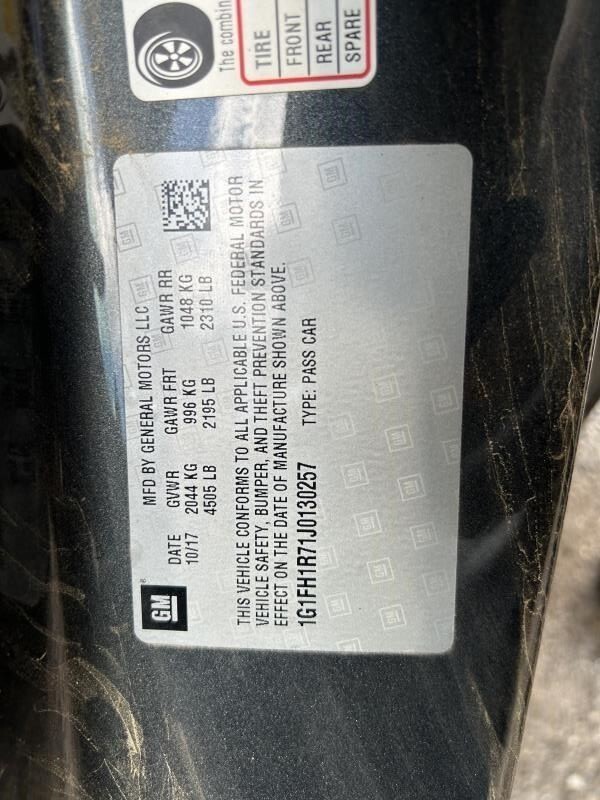 The combin
TIRE
FRONT
REAR
SPARE
GM
MFD BY GENERAL MOTORS LLC
DATE GVWR GAWR FRT GAWR RR
10/17 2044 KG 996 KG 1048 KG
4505 LB 2195 LB 2310 LB
THIS VEHICLE CONFORMS TO ALL APPLICABLE U.S. FEDERAL MOTOR
VEHICLE SAFETY, BUMPER, AND THEFT PREVENTION STANDARDS IN
EFFECT ON THE DATE OF MANUFACTURE SHOWN ABOVE.
1G1FH1R71J0130257 TYPE: PASS CAR